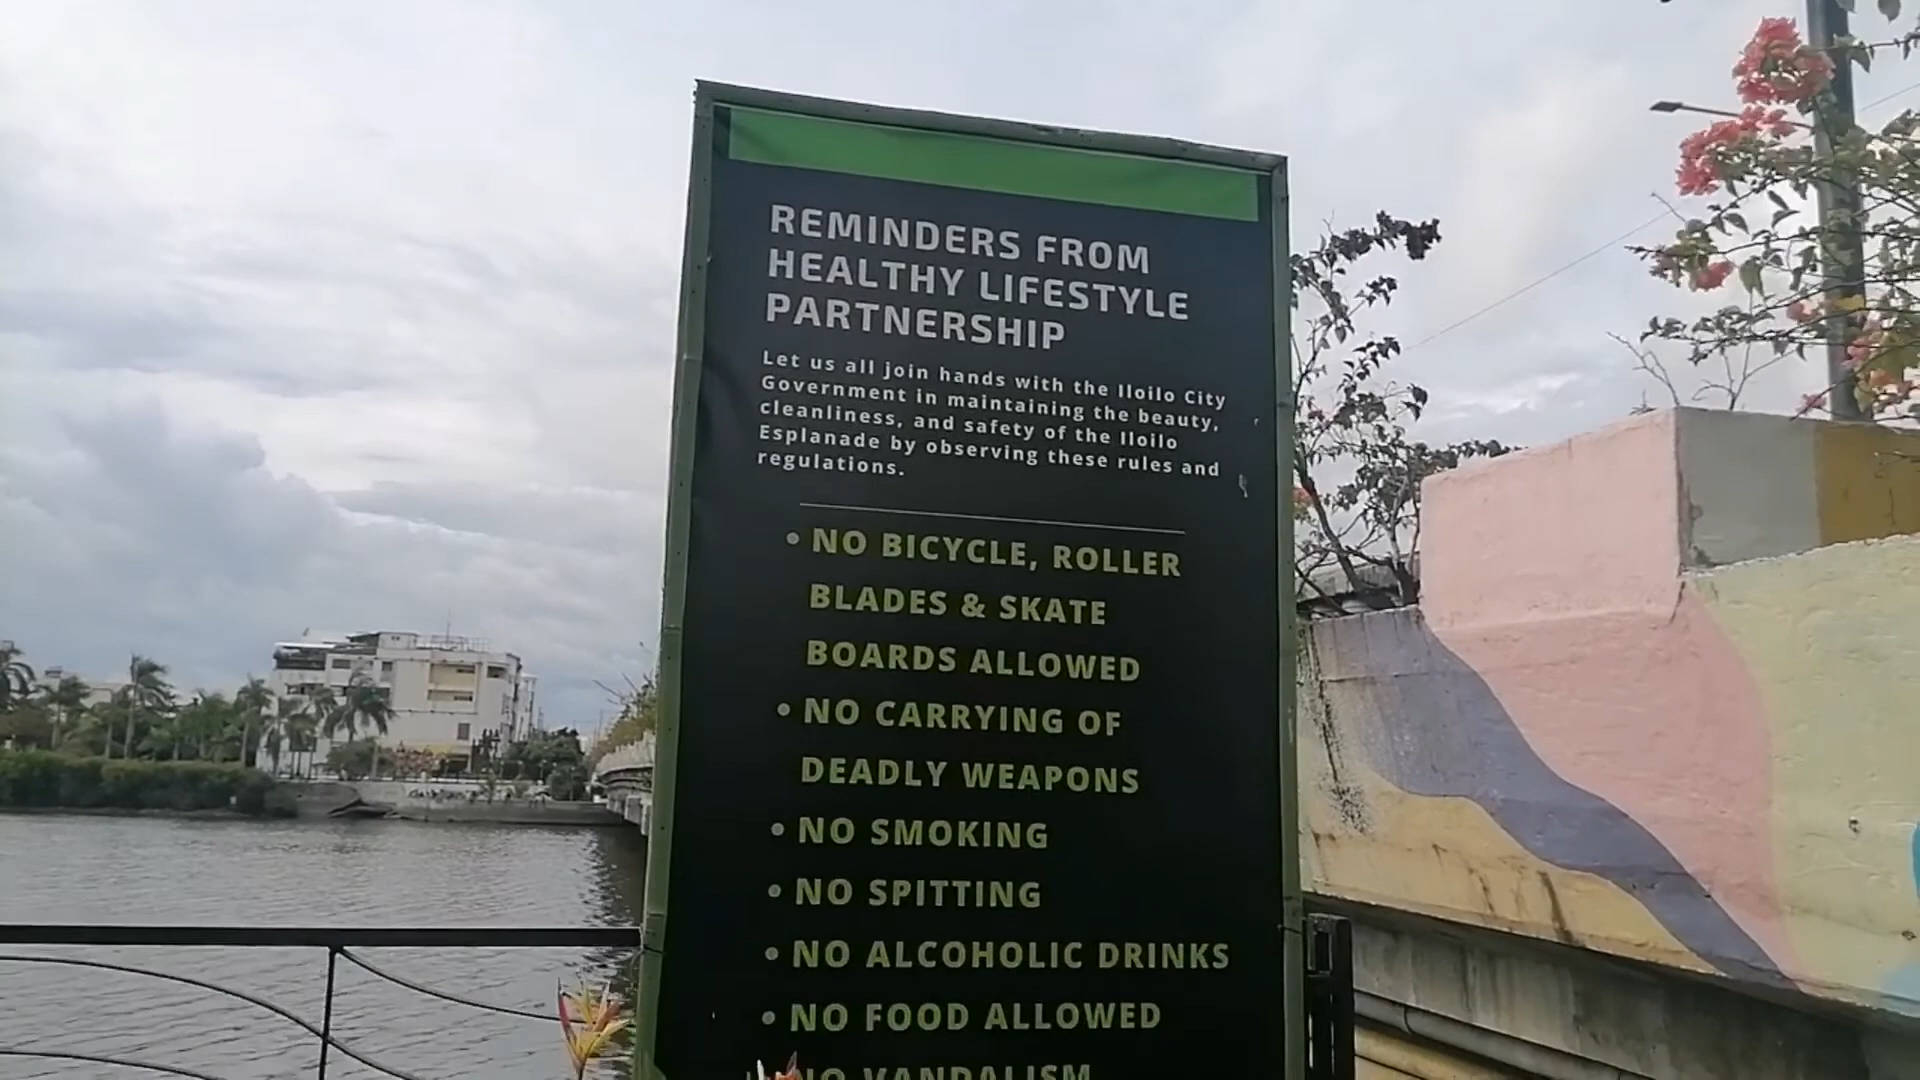 REMINDERS FROM
HEALTHY LIFESTYLE
PARTNERSHIP
Let us all join hands with the Iloilo City
Government in maintaining the beauty,
cleanliness, and safety of the Iloilo
Esplanade by observing these rules and
regulations.
• NO BICYCLE, ROLLER
BLADES & SKATE
BOARDS ALLOWED
• NO CARRYING OF
DEADLY WEAPONS
• NO SMOKING
• NO SPITTING
• NO ALCOHOLIC DRINKS
• NO FOOD ALLOWED
NO VANDALISM